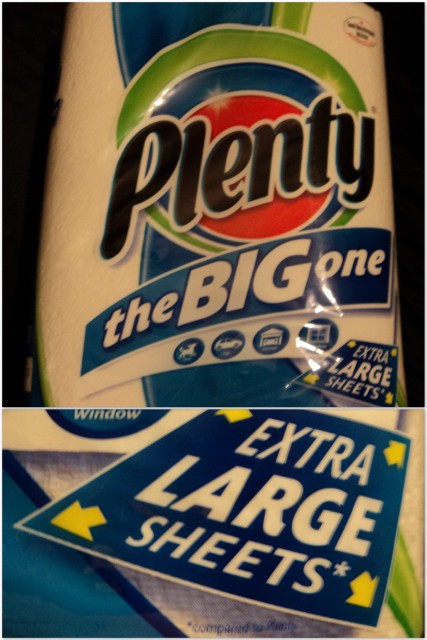 Plenty
the BIG one
EXTRA
LARGE
SHEETS*
Window
EXTRA
LARGE
SHEETS*
*compared to Plenty